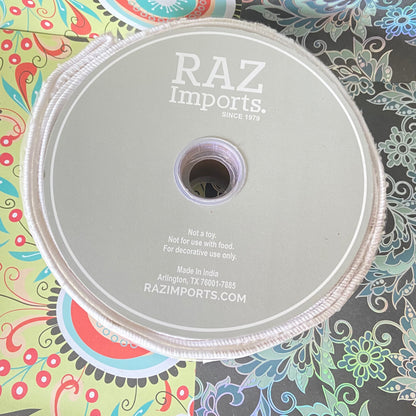 RAZ
Imports.
SINCE 1979
Not a toy.
Not for use with food.
For decorative use only.
Made In India
Arlington, TX 76001-7885
RAZIMPORTS.COM